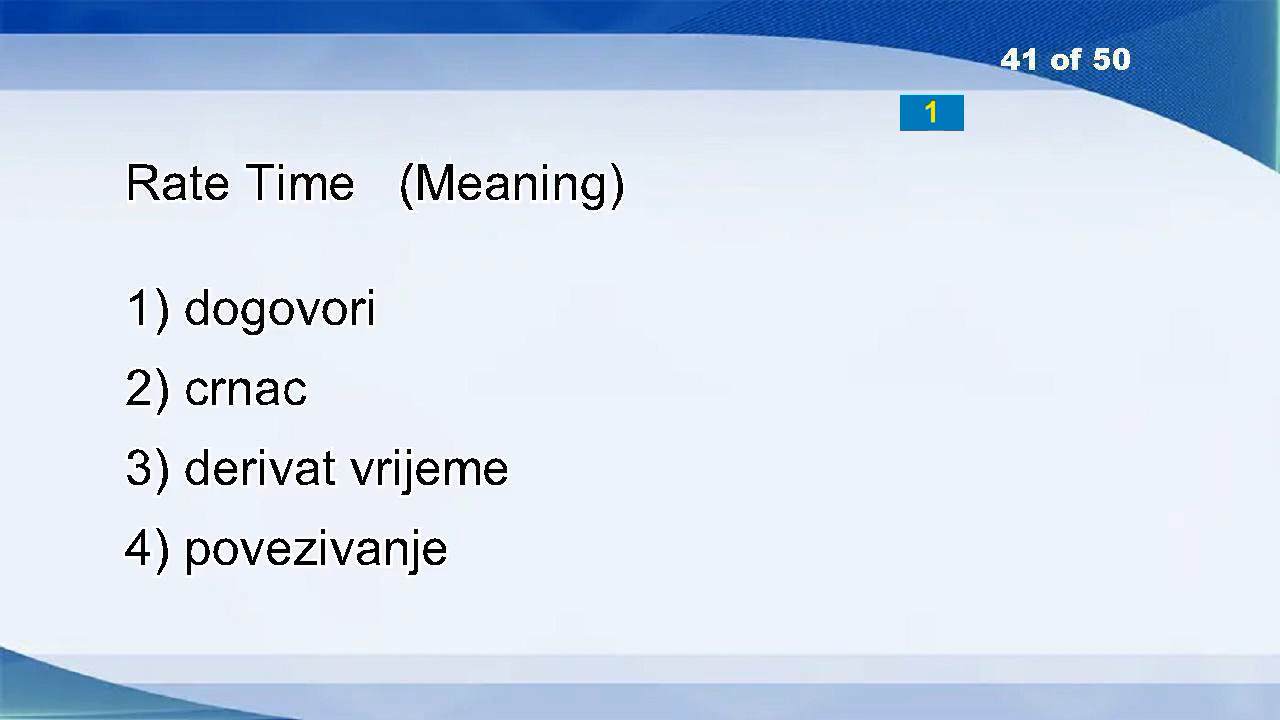 41 of 50
1
Rate Time (Meaning)
1) dogovori
2) crnac
3) derivat vrijeme
4) povezivanje